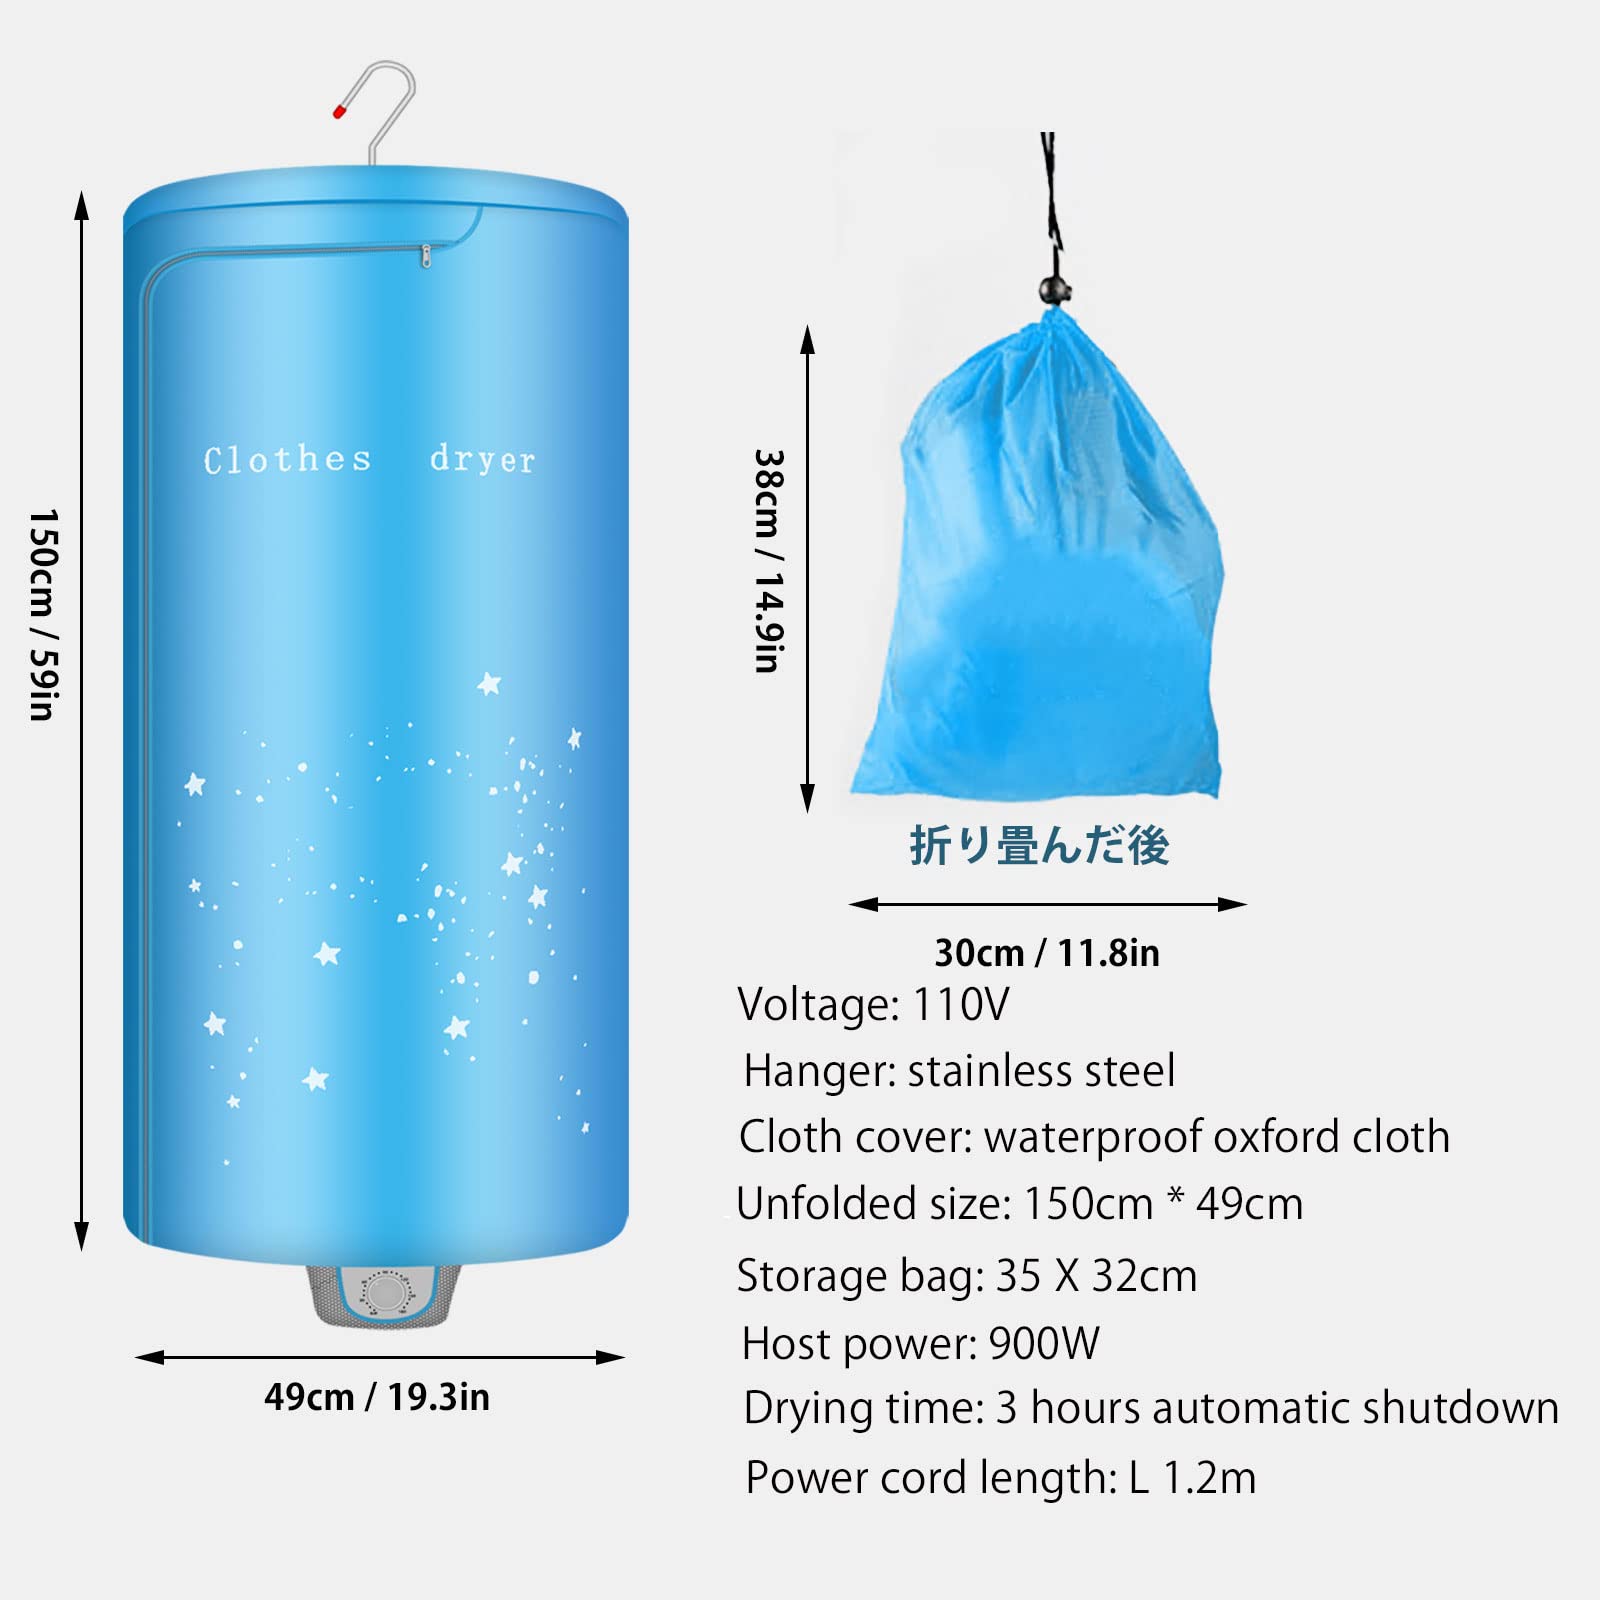 Clothes dryer
150cm / 59in
49cm / 19.3in
38cm / 14.9in
折り畳んだ後
30cm / 11.8in
Voltage: 110V
Hanger: stainless steel
Cloth cover: waterproof oxford cloth
Unfolded size: 150cm * 49cm
Storage bag: 35 X 32cm
Host power: 900W
Drying time: 3 hours automatic shutdown
Power cord length: L 1.2m